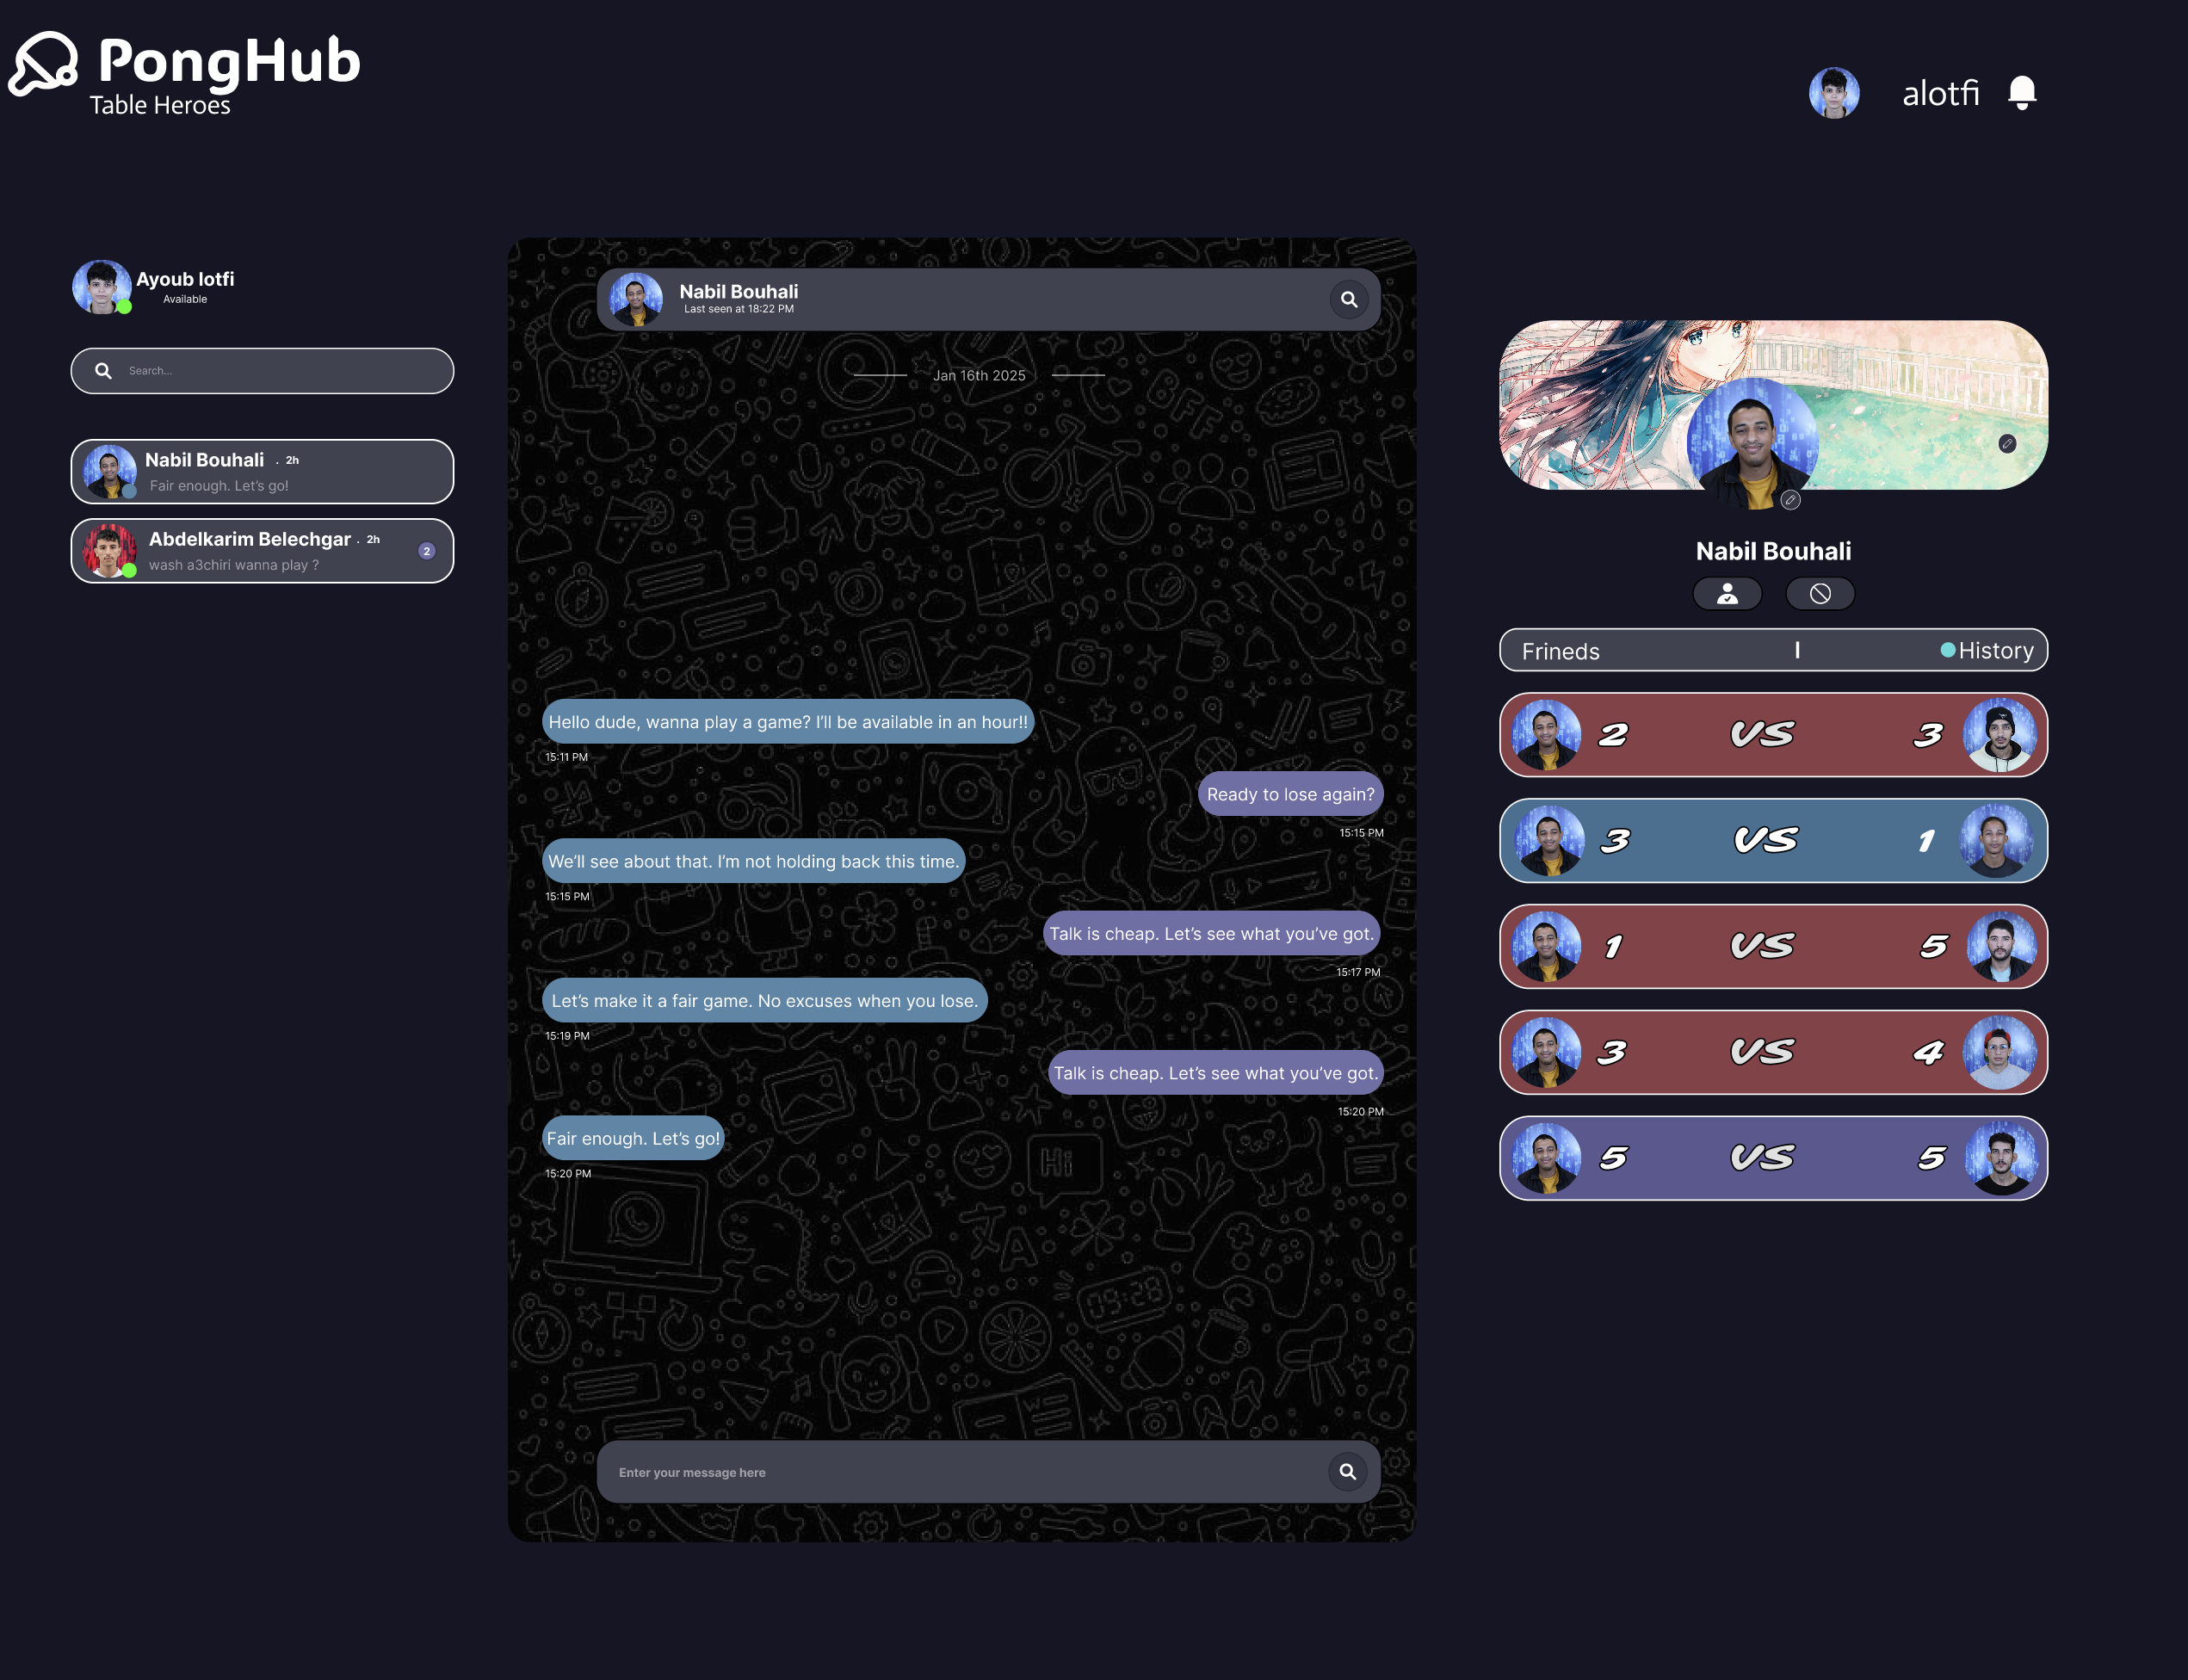 PongHub
Table Heroes
alotfi
Ayoub lotfi
Available
Search...
Nabil Bouhali . 2h
Fair enough. Let's go!
Abdelkarim Belechgar . 2h
wash a3chiri wanna play ?
2
Nabil Bouhali
Last seen at 18:22 PM
Jan 16th 2025
Hello dude, wanna play a game? I'll be available in an hour!!
15:11 PM
Ready to lose again?
15:15 PM
We'll see about that. I'm not holding back this time.
15:15 PM
Talk is cheap. Let's see what you've got.
15:17 PM
Let's make it a fair game. No excuses when you lose.
15:19 PM
Talk is cheap. Let's see what you've got.
15:20 PM
Fair enough. Let's go!
15:20 PM
BFF
Hi
09:28
Enter your message here
Nabil Bouhali
Frineds | History
2 VS 3
3 VS 1
1 VS 5
3 VS 4
5 VS 5